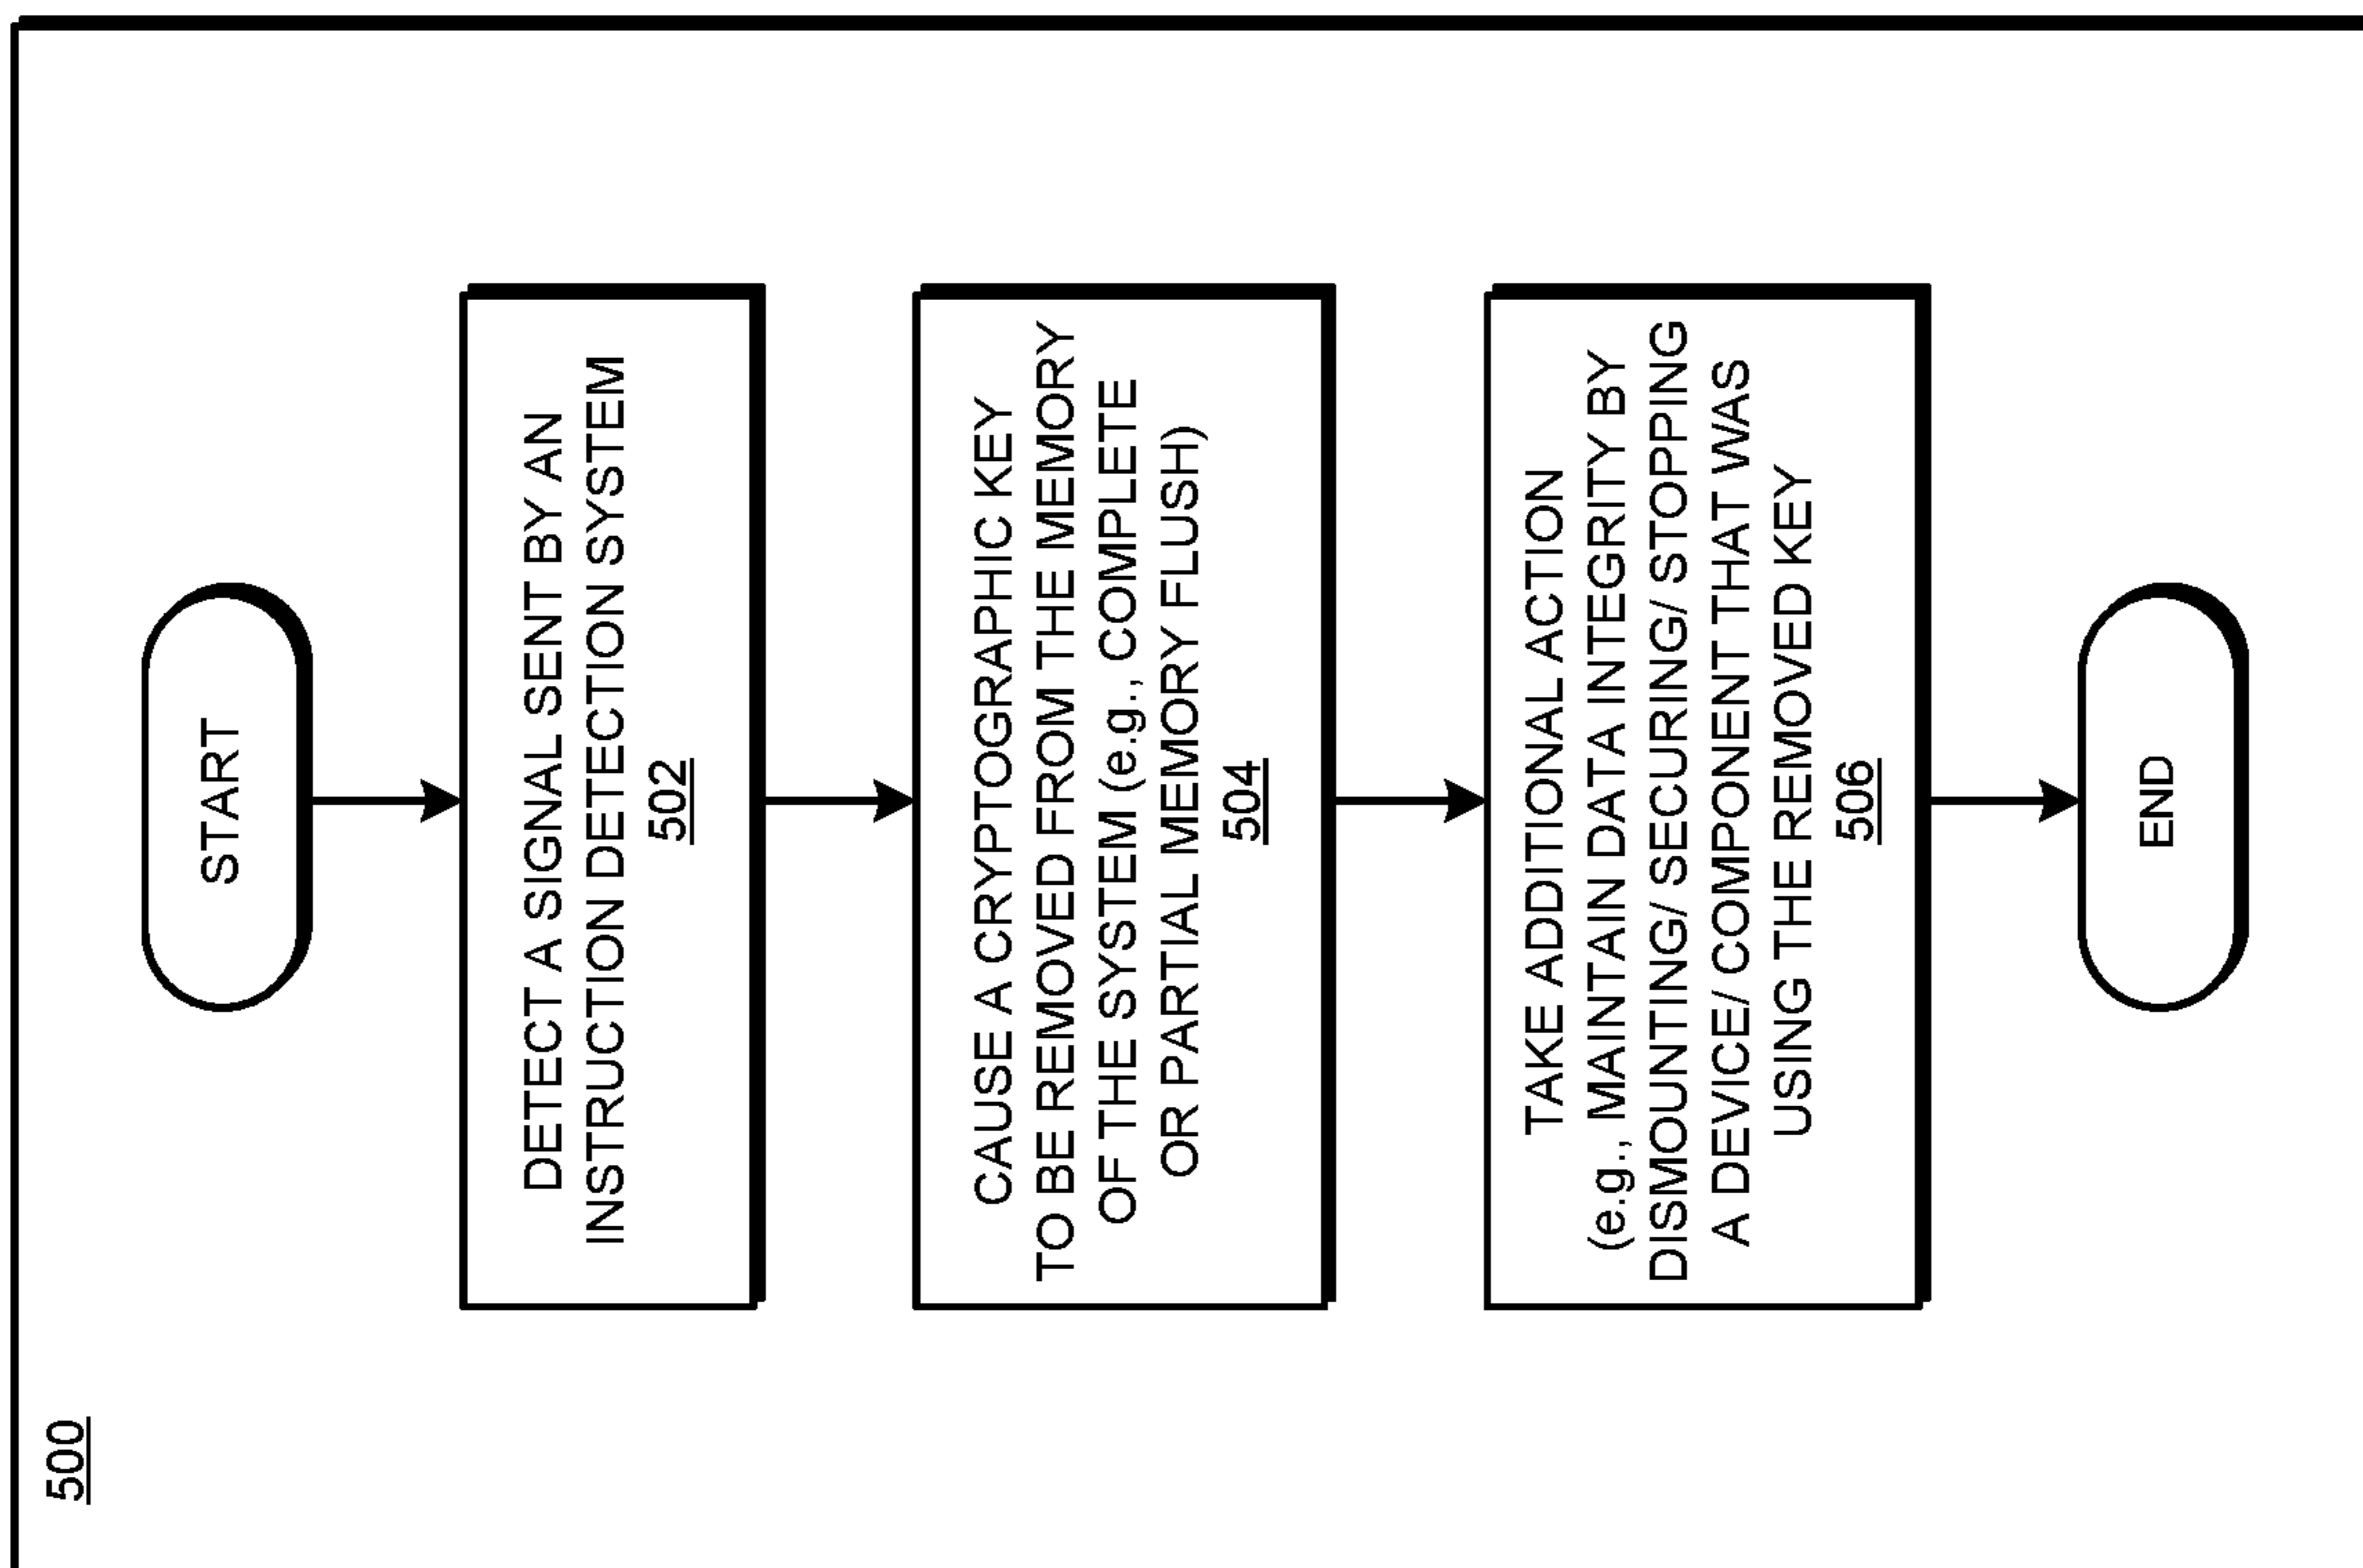 500
START
DETECT A SIGNAL SENT BY AN
INSTRUCTION DETECTION SYSTEM
502
CAUSE A CRYPTOGRAPHIC KEY
TO BE REMOVED FROM THE MEMORY
OF THE SYSTEM (e.g., COMPLETE
OR PARTIAL MEMORY FLUSH)
504
TAKE ADDITIONAL ACTION
(e.g., MAINTAIN DATA INTEGRITY BY
DISMOUNTING/ SECURING/ STOPPING
A DEVICE/ COMPONENT THAT WAS
USING THE REMOVED KEY
506
END